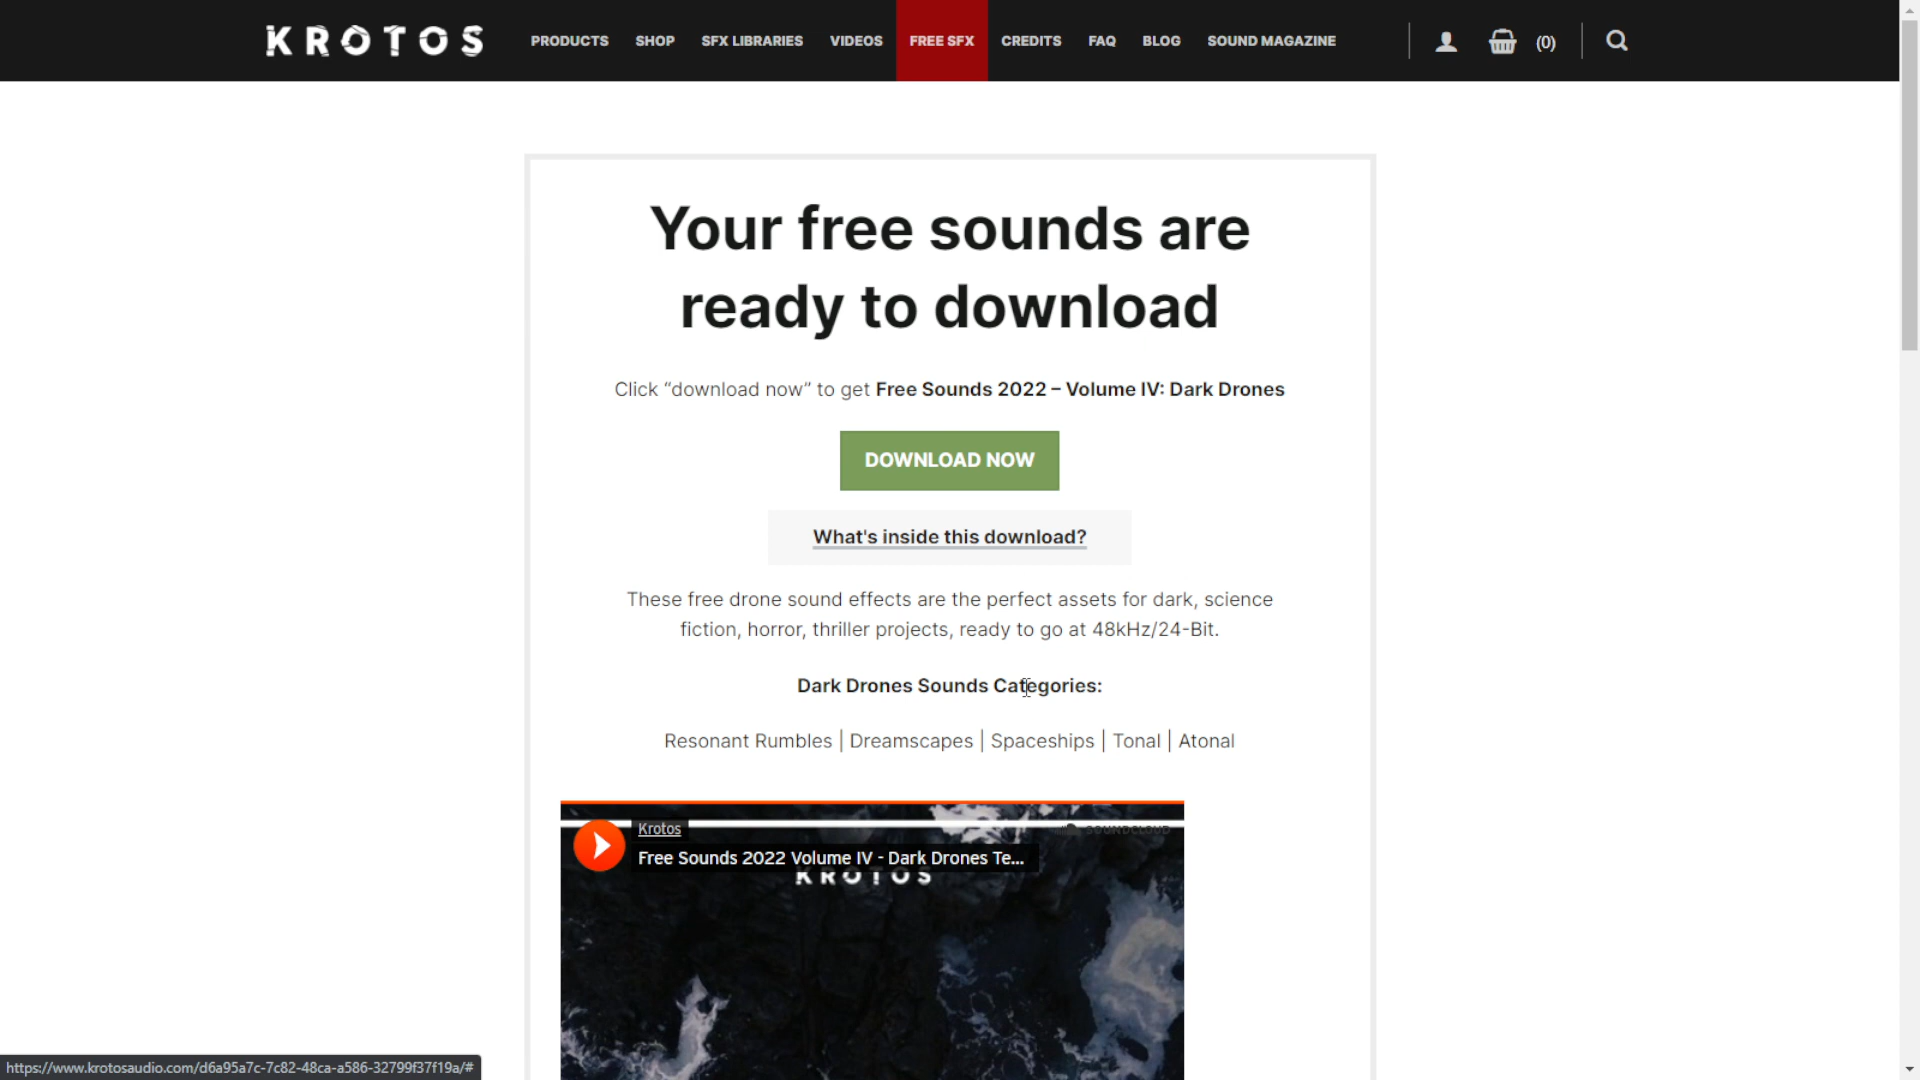 KROTOS
PRODUCTS SHOP SFX LIBRARIES VIDEOS FREE SFX CREDITS FAQ BLOG SOUND MAGAZINE (0)
Your free sounds are
ready to download
Click “download now” to get Free Sounds 2022 – Volume IV: Dark Drones
DOWNLOAD NOW
What's inside this download?
These free drone sound effects are the perfect assets for dark, science
fiction, horror, thriller projects, ready to go at 48kHz/24-Bit.
Dark Drones Sounds Categories:
Resonant Rumbles | Dreamscapes | Spaceships | Tonal | Atonal
Krotos
SOUNDCLOUD
Free Sounds 2022 Volume IV - Dark Drones Te...
KROTOS
https://www.krotosaudio.com/d6a95a7c-7c82-48ca-a586-32799f37f19a/#